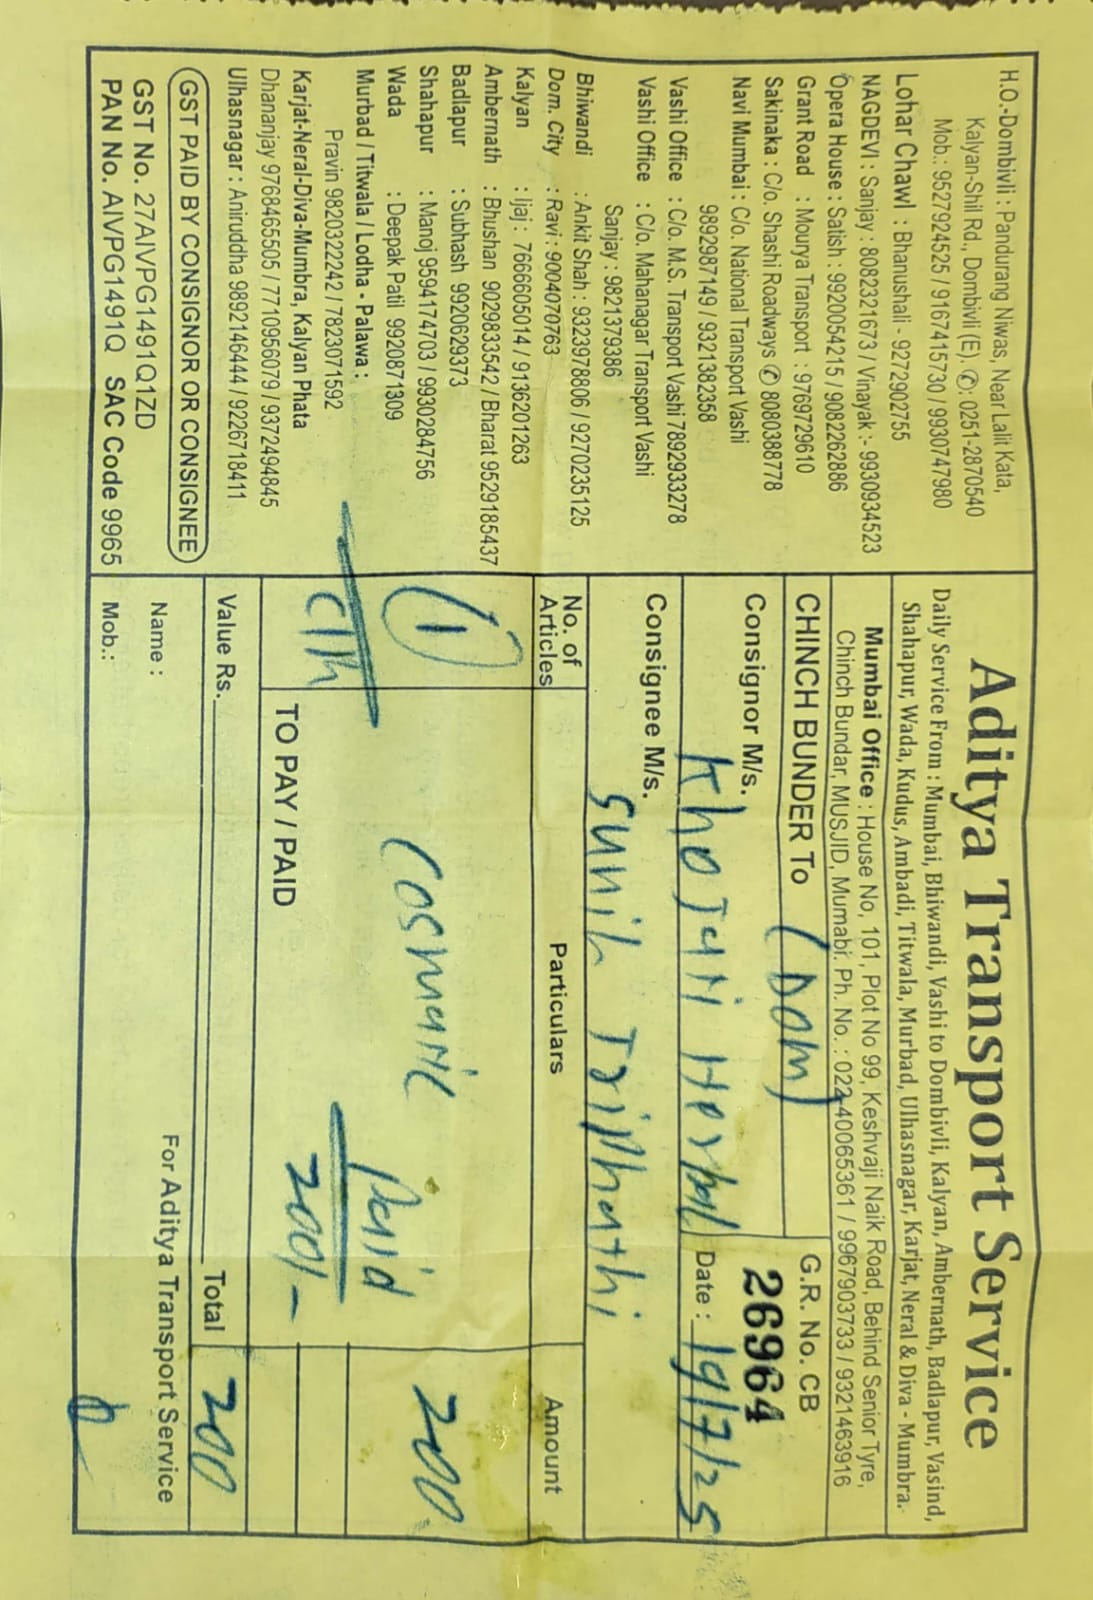 H.O.-Dombivli : Pandurang Niwas, Near Lalit Kata,
Kalyan-Shil Rd., Dombivli (E). ✆: 0251-2870540
Mob.: 9527924525 / 9167415730 / 9930747980
Lohar Chawl : Bhanushali - 9272902755
NAGDEVI : Sanjay : 8082321673 / Vinayak :- 9930934523
Opera House : Satish : 9920054215 / 9082262886
Grant Road : Mounya Transport : 9769729610
Sakinaka : C/o. Shashi Roadways ✆ 8080388778
Navi Mumbai : C/o. National Transport Vashi
9892987149 / 9321382358
Vashi Office : C/o. M.S. Transport Vashi 7892933278
Vashi Office : C/o. Mahanagar Transport Vashi
Sanjay : 9821379386
Bhiwandi : Ankit Shah : 9323978806 / 9270235125
Dom. City : Ravi : 9004070763
Kalyan : Ijaj : 7666605014 / 9136201263
Ambernath : Bhushan 9029833542 / Bharat 9529185437
Badlapur : Subhash 9920629373
Shahapur : Manoj 9594174703 / 9930284756
Wada : Deepak Patil 9920871309
Murbad / Titwala / Lodha - Palawa :
Pravin 9820322242 / 7823071592
Karjat-Neral-Diva-Mumbra, Kalyan Phata
Dhananjay 9768465505 / 7710956079 / 9372494845
Ulhasnagar : Aniruddha 9892146444 / 9226718411
GST PAID BY CONSIGNOR OR CONSIGNEE
GST No. 27AIVPG1491Q1ZD
PAN No. AIVPG1491Q SAC Code 9965
Aditya Transport Service
Daily Service From : Mumbai, Bhiwandi, Vashi to Dombivli, Kalyan, Ambernath, Badlapur, Vasind,
Shahapur, Wada, Kudus, Ambadi, Titwala, Murbad, Ulhasnagar, Karjat, Neral & Diva - Mumbra.
Mumbai Office : House No, 101, Plot No 99, Keshvaji Naik Road, Behind Senior Tyre,
Chinch Bundar, MUSJID, Mumabi. Ph. No. : 022-40065361 / 9967903733 / 9321463916
CHINCH BUNDER To (DOM)
G.R. No. CB
26964
Consignor M/s. Khotari Herbal
Date : 19/7/25
Consignee M/s. Sunil Triphathi
No. of Articles Particulars Amount
1 Cosmatic 200
Paid
C/R
TO PAY / PAID 200/-
Value Rs. Total 200
Name :
Mob.:
For Aditya Transport Service